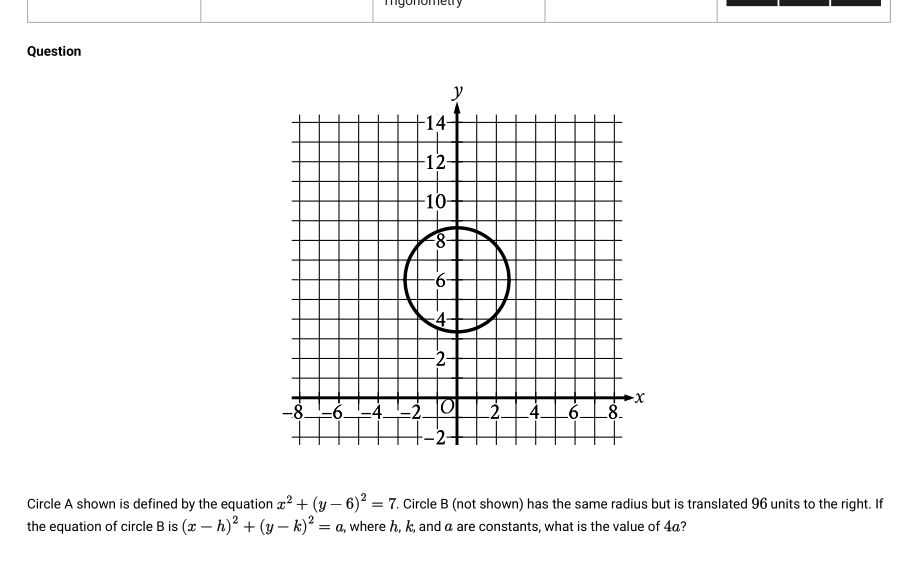 Trigonometry
Question
y
14
12
10
8
6
4
2
−8 −6 −4 −2 O 2 4 6 8 x
−2
Circle A shown is defined by the equation x² + (y − 6)² = 7. Circle B (not shown) has the same radius but is translated 96 units to the right. If
the equation of circle B is (x − h)² + (y − k)² = a, where h, k, and a are constants, what is the value of 4a?